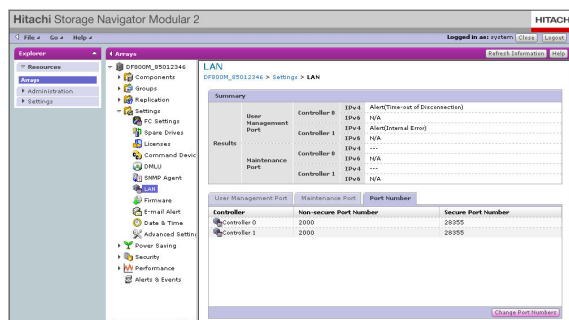 Hitachi Storage Navigator Modular 2
HITACHI
File Go Help
Logged in as: system Close Logout
Explorer
Arrays
Refresh Information Help
Resources
Arrays
Administration
Settings
DF800M_85012346
Components
Groups
Replication
Settings
FC Settings
Spare Drives
Licenses
Command Devic
DMLU
SNMP Agent
LAN
Firmware
E-mail Alert
Date & Time
Advanced Setting
Power Saving
Security
Performance
Alerts & Events
LAN
DF800M_85012346 > Settings > LAN
Summary
Results
User Management Port
Controller 0
IPv4 Alert(Time-out of Disconnection)
IPv6 N/A
Controller 1
IPv4 Alert(Internal Error)
IPv6 N/A
Maintenance Port
Controller 0
IPv4 ---
IPv6 N/A
Controller 1
IPv4 ---
IPv6 N/A
User Management Port Maintenance Port Port Number
Controller Non-secure Port Number Secure Port Number
Controller 0 2000 28355
Controller 1 2000 28355
Change Port Numbers